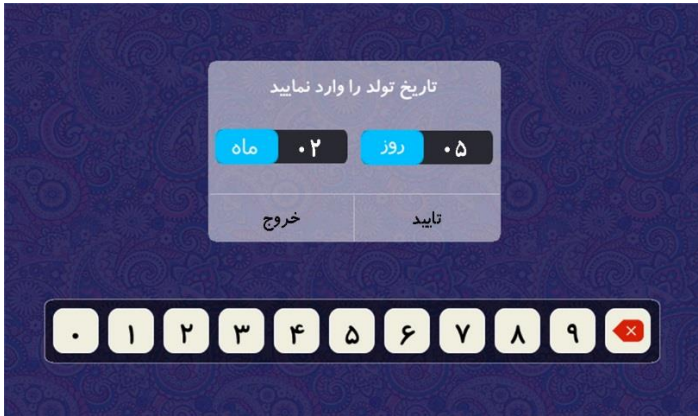 تاریخ تولد را وارد نمایید
۰۵ روز ۰۲ ماه
تایید خروج
۰ ۱ ۲ ۳ ۴ ۵ ۶ ۷ ۸ ۹